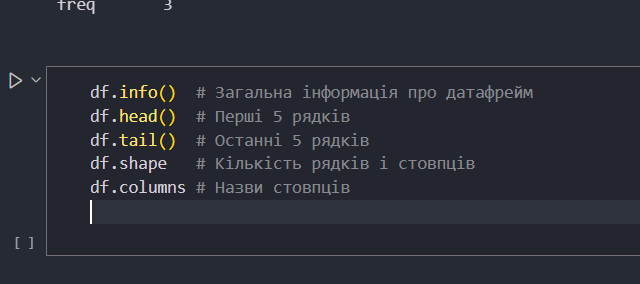 freq 3
df.info() # Загальна інформація про датафрейм
df.head() # Перші 5 рядків
df.tail() # Останні 5 рядків
df.shape # Кількість рядків і стовпців
df.columns # Назви стовпців
[ ]